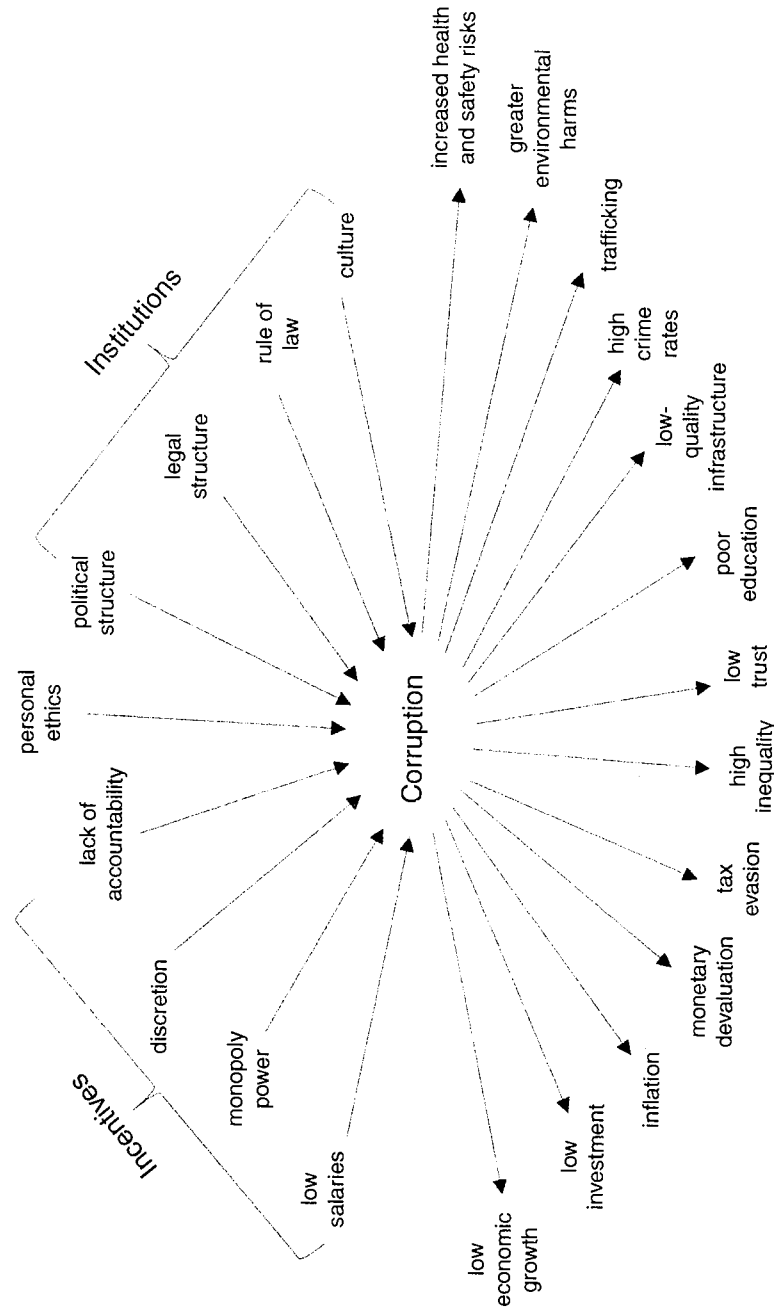 Incentives
Institutions
low
salaries
monopoly
power
discretion
lack of
accountability
personal
ethics
political
structure
legal
structure
rule of
law
culture
Corruption
low
economic
growth
low
investment
inflation
monetary
devaluation
tax
evasion
high
inequality
low
trust
poor
education
low-
quality
infrastructure
high
crime
rates
trafficking
greater
environmental
harms
increased health
and safety risks